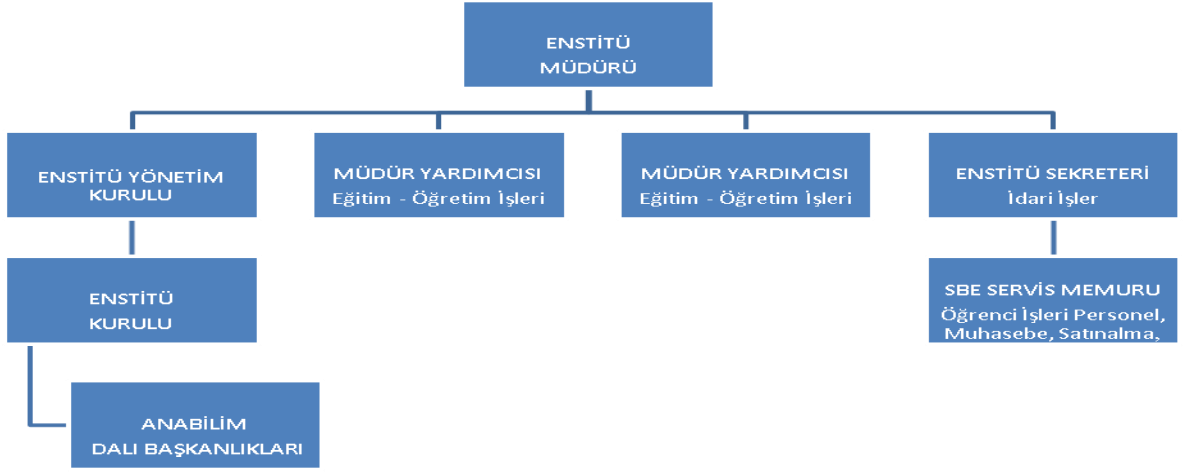 ENSTİTÜ
MÜDÜRÜ
ENSTİTÜ YÖNETİM
KURULU
MÜDÜR YARDIMCISI
Eğitim - Öğretim İşleri
MÜDÜR YARDIMCISI
Eğitim - Öğretim İşleri
ENSTİTÜ SEKRETERİ
İdari İşler
ENSTİTÜ
KURULU
SBE SERVİS MEMURU
Öğrenci İşleri Personel,
Muhasebe, Satınalma,
ANABİLİM
DALI BAŞKANLIKLARI